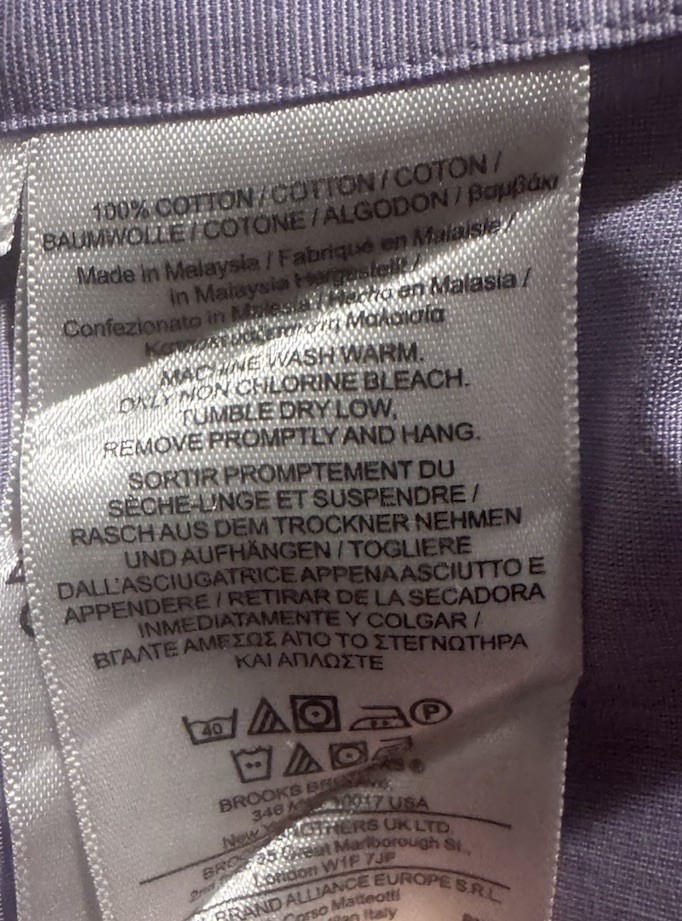 100% COTTON / COTTON / COTON /
BAUMWOLLE / COTONE / ALGODON / βαμβάκι
Made in Malaysia / Fabriqué en Malaisie /
in Malaysia Hergestellt /
Confezionato in Malesia / Hecho en Malasia /
Μαλαισία
MACHINE WASH WARM.
ONLY NON CHLORINE BLEACH.
TUMBLE DRY LOW,
REMOVE PROMPTLY AND HANG.
SORTIR PROMPTEMENT DU
SÈCHE-LINGE ET SUSPENDRE /
RASCH AUS DEM TROCKNER NEHMEN
UND AUFHÄNGEN / TOGLIERE
DALL'ASCIUGATRICE APPENA ASCIUTTO E
APPENDERE / RETIRAR DE LA SECADORA
INMEDIATAMENTE Y COLGAR /
ΒΓΑΛΤΕ ΑΜΕΣΩΣ ΑΠΟ ΤΟ ΣΤΕΓΝΩΤΗΡΑ
ΚΑΙ ΑΠΛΩΣΤΕ
40
P
BROOKS ®
346 10017 USA
New
UK LTD
Great Marlborough St.,
London W1F 7JF
BRAND ALLIANCE EUROPE S.R.L
Corso Matteotti
Italy